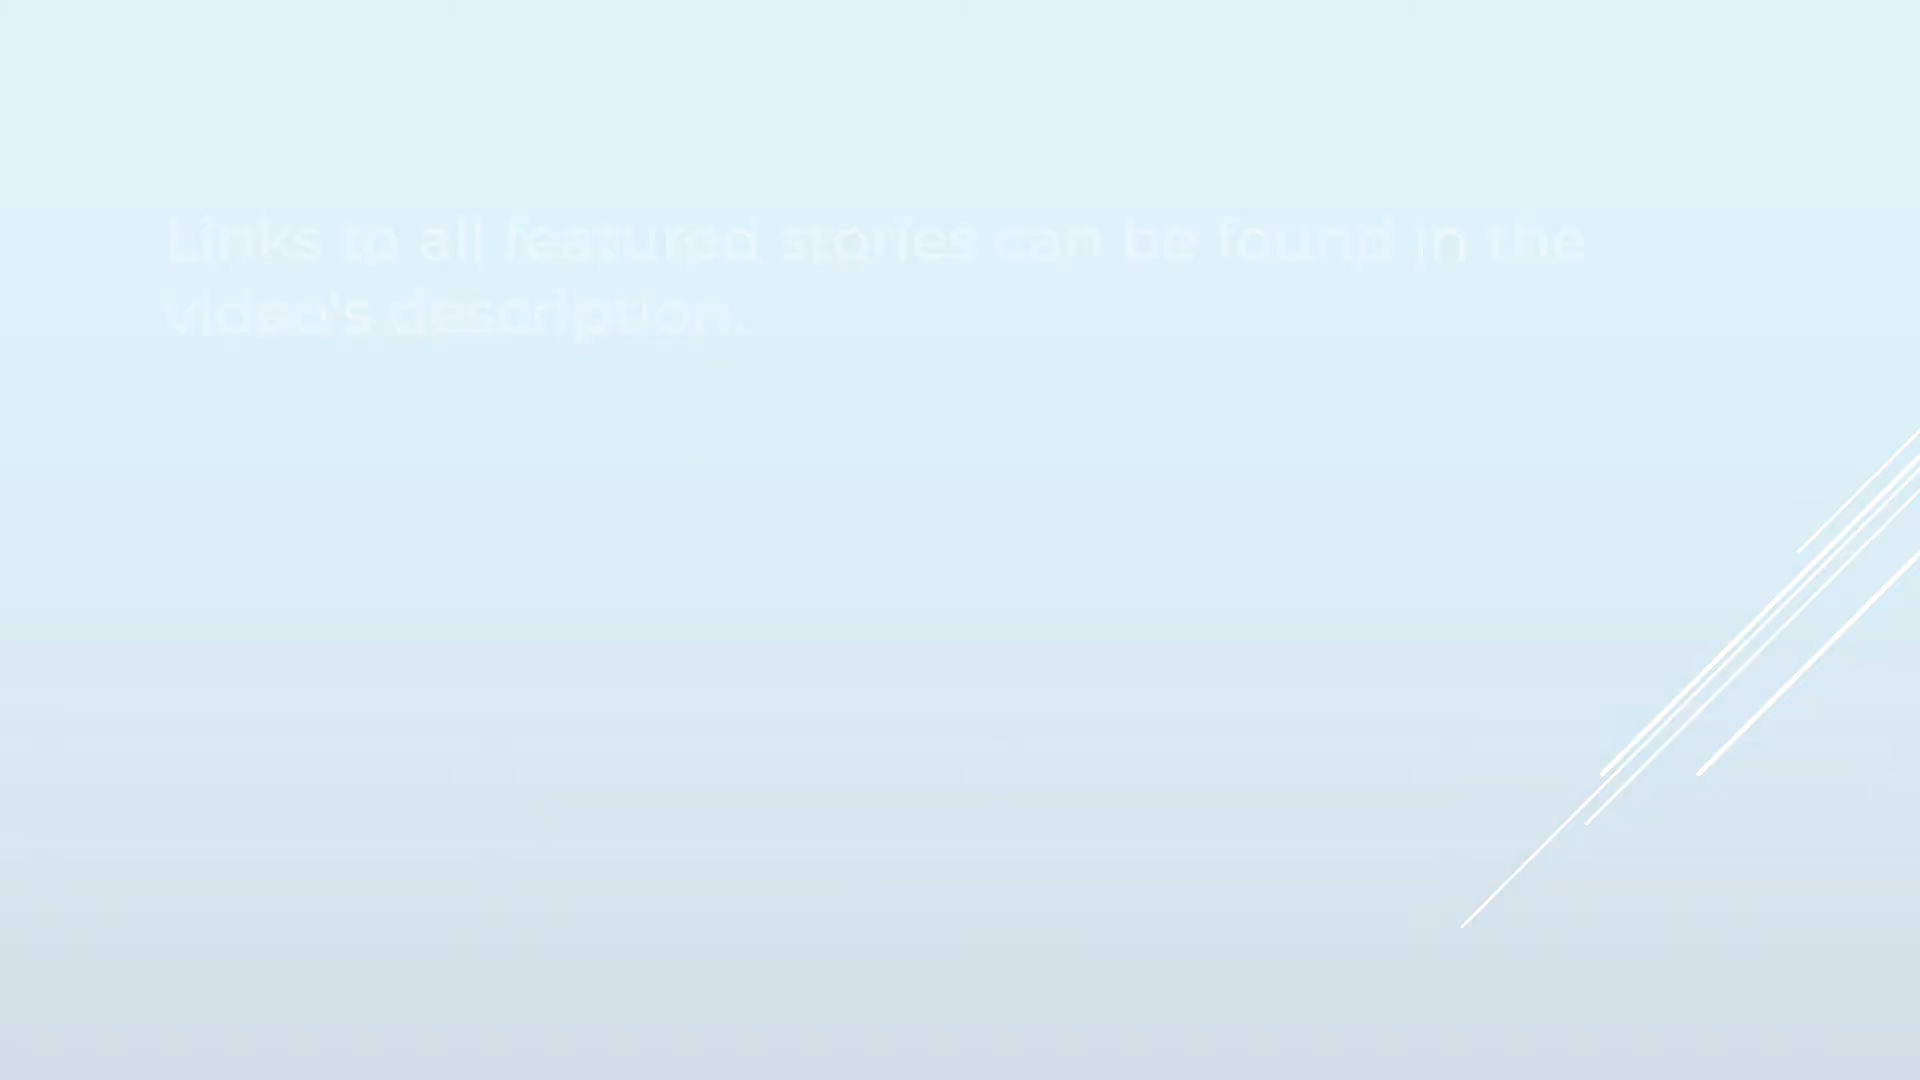 Links to all featured stories can be found in the
video's description.